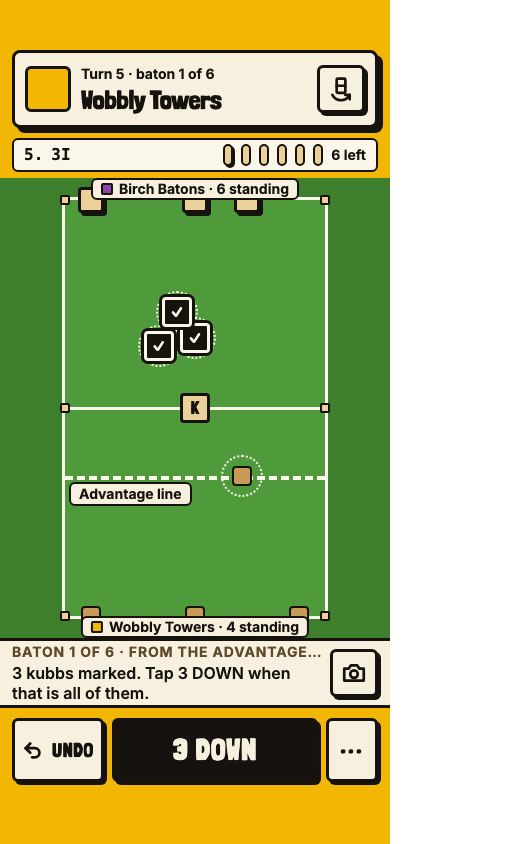 Turn 5 · baton 1 of 6
Wobbly Towers
5. 3I
6 left
Birch Batons · 6 standing
K
Advantage line
Wobbly Towers · 4 standing
BATON 1 OF 6 · FROM THE ADVANTAGE...
3 kubbs marked. Tap 3 DOWN when
that is all of them.
UNDO
3 DOWN